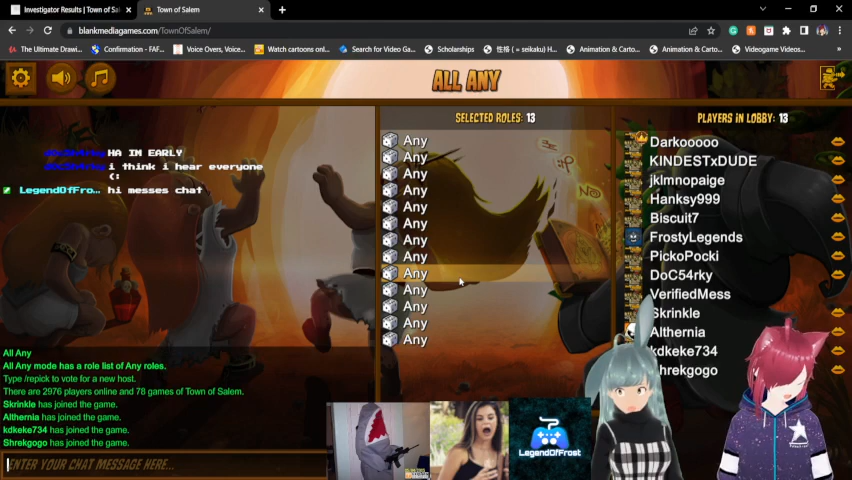 Investigator Results | Town of Sal
Town of Salem
blankmediagames.com/TownOfSalem/
The Ultimate Drawi...
Confirmation - FAF...
Voice Overs, Voice...
Watch cartoons onl...
Search for Video Ga...
Scholarships
性格 ( = seikaku) H...
Animation & Carto...
Animation & Carto...
Videogame Videos...
ALL ANY
SELECTED ROLES: 13
PLAYERS IN LOBBY: 13
HA IM EARLY
i think i hear everyone
(:
LegendOfFro... hi messes chat
Any
Any
Any
Any
Any
Any
Any
Any
Any
Any
Any
Any
Any
Darkooooo
KINDESTxDUDE
jklmnopaige
Hanksy999
Biscuit7
FrostyLegends
PickoPocki
DoC54rky
VerifiedMess
Skrinkle
Althernia
kdkeke734
Shrekgogo
NO
All Any
All Any mode has a role list of Any roles.
Type /repick to vote for a new host.
There are 2976 players online and 78 games of Town of Salem.
Skrinkle has joined the game.
Althernia has joined the game.
kdkeke734 has joined the game.
Shrekgogo has joined the game.
ENTER YOUR CHAT MESSAGE HERE...
LegendOfFrost